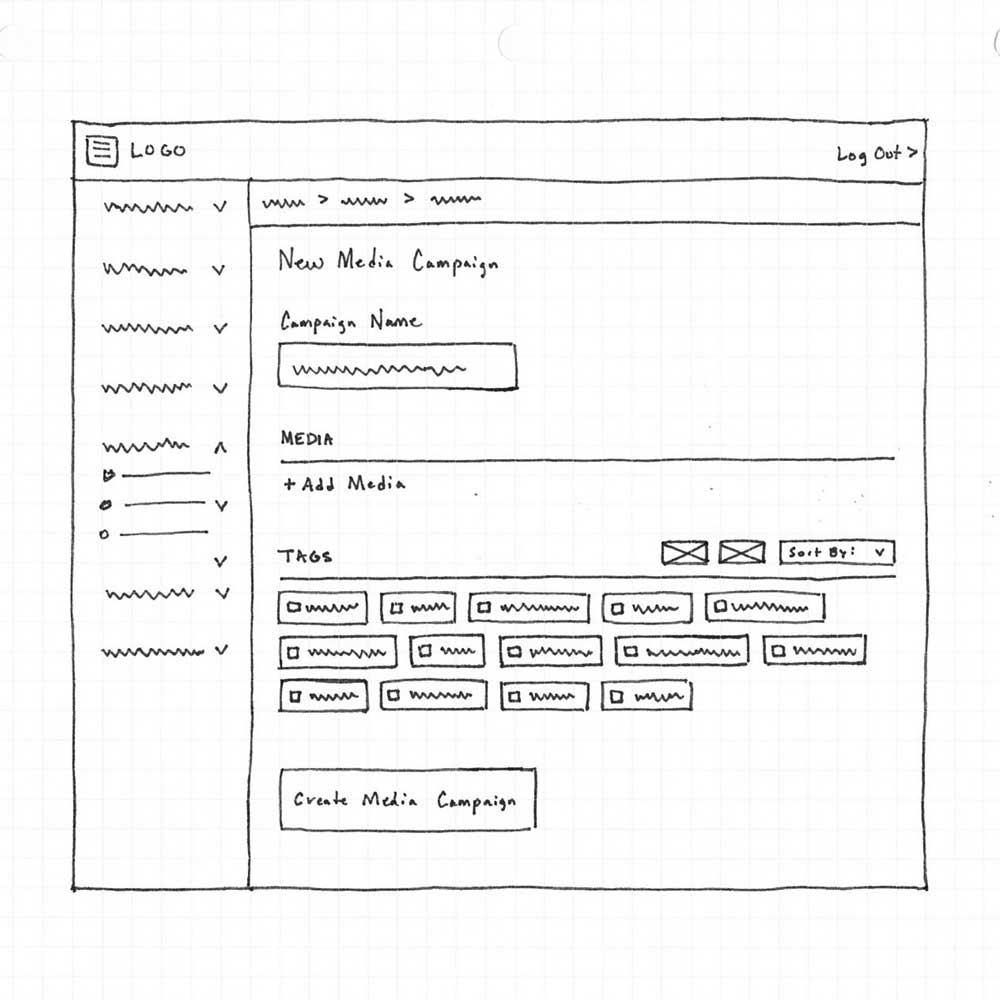 LOGO
Log Out >
> >
New Media Campaign
Campaign Name
MEDIA
+ Add Media
TAGS
Sort By:
Create Media Campaign